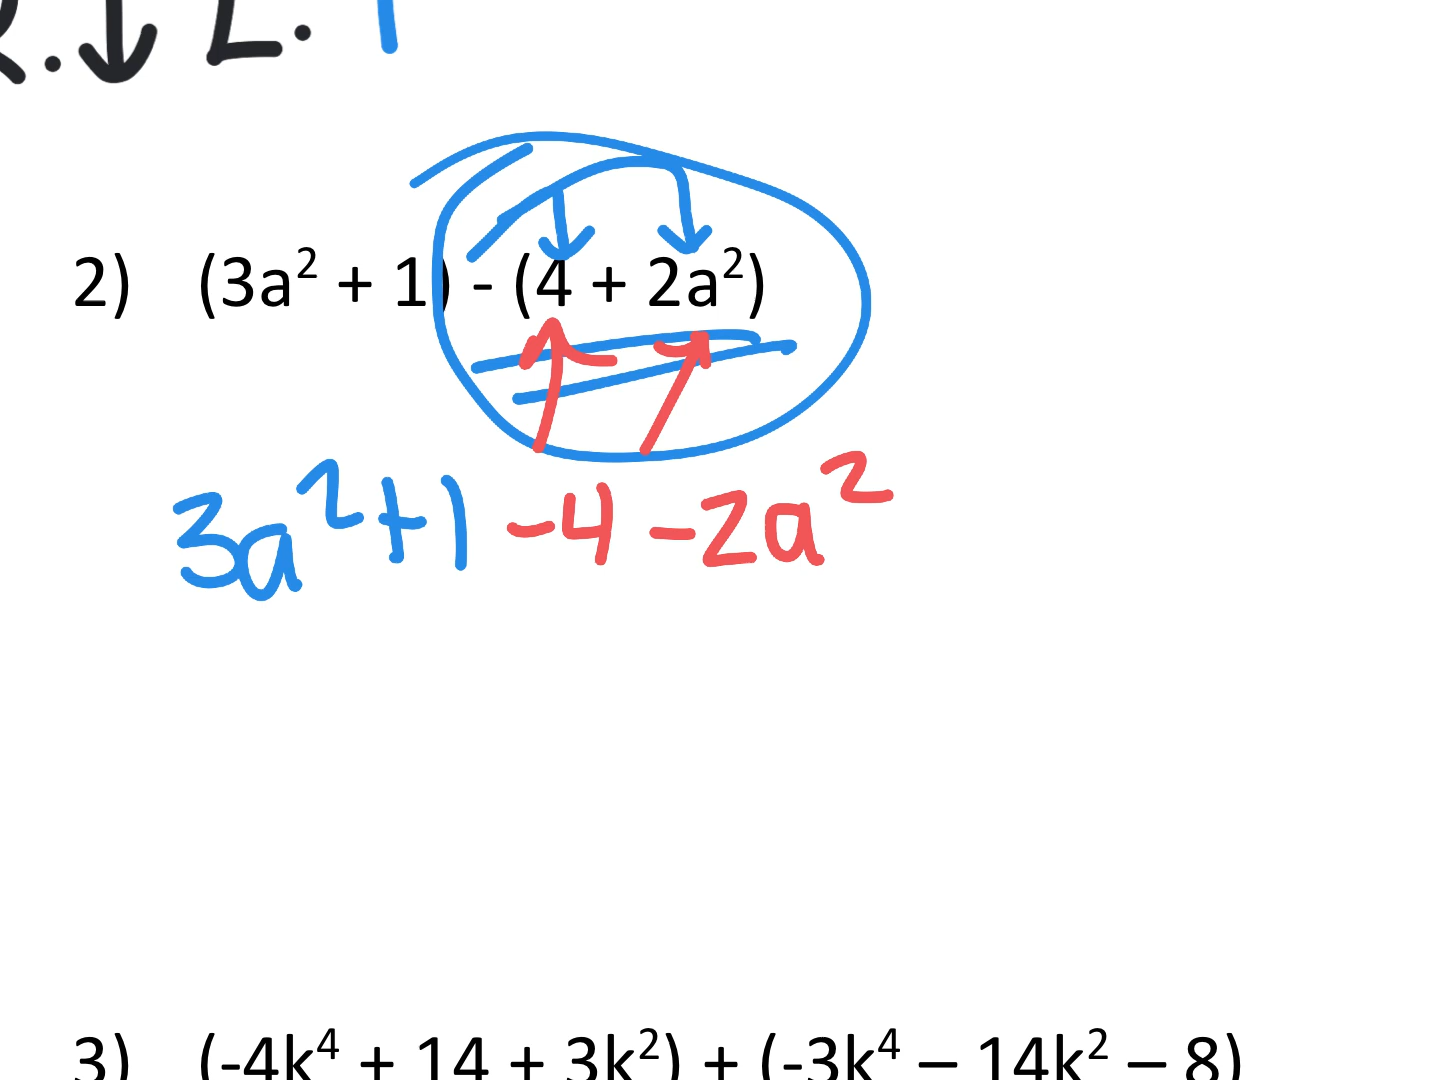 2) (3a² + 1) - (4 + 2a²)
3a²+1 -4 -2a²
3) (-4k⁴ + 14 + 3k²) + (-3k⁴ – 14k² – 8)